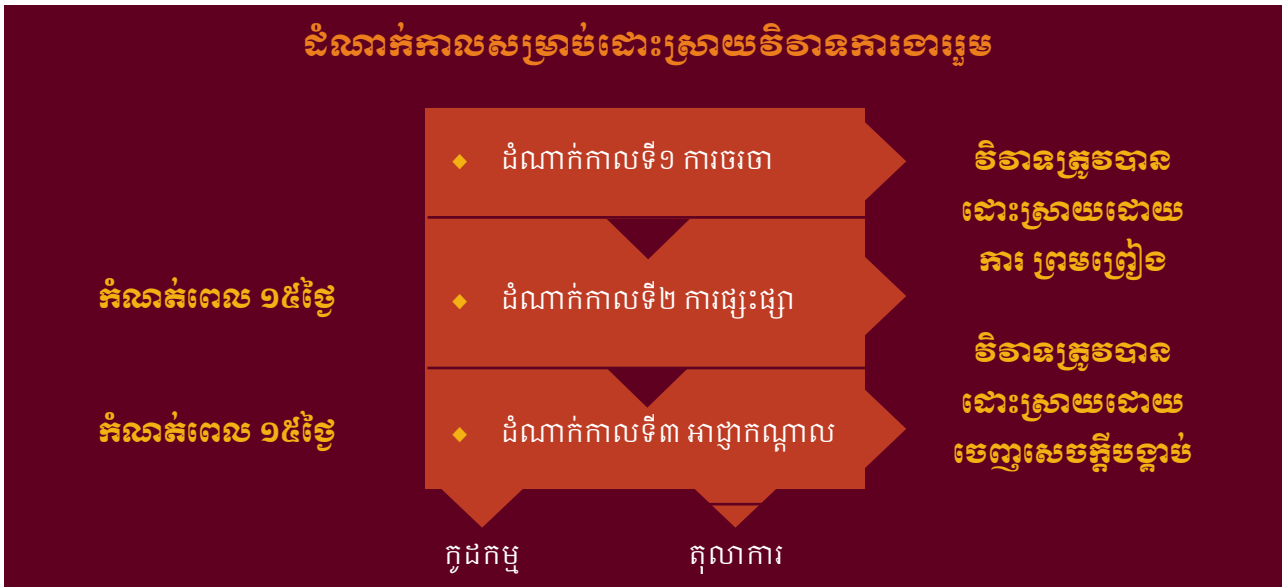 ដំណាក់កាលសម្រាប់ដោះស្រាយវិវាទការងាររួម
◆ ដំណាក់កាលទី១ ការចរចា
វិវាទត្រូវបាន
ដោះស្រាយដោយ
ការ ព្រមព្រៀង
កំណត់ពេល ១៥ថ្ងៃ
◆ ដំណាក់កាលទី២ ការផ្សះផ្សា
វិវាទត្រូវបាន
ដោះស្រាយដោយ
ចេញសេចក្តីបង្គាប់
កំណត់ពេល ១៥ថ្ងៃ
◆ ដំណាក់កាលទី៣ អាជ្ញាកណ្តាល
កូដកម្ម
តុលាការ